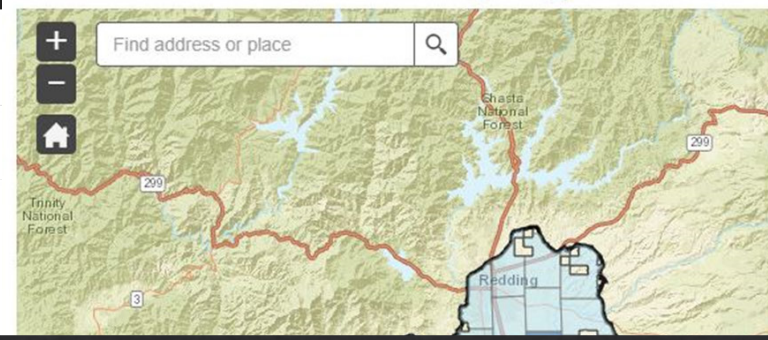 +
Find address or place
−
Shasta
National
Forest
299
299
Trinity
National
Forest
Redding
3